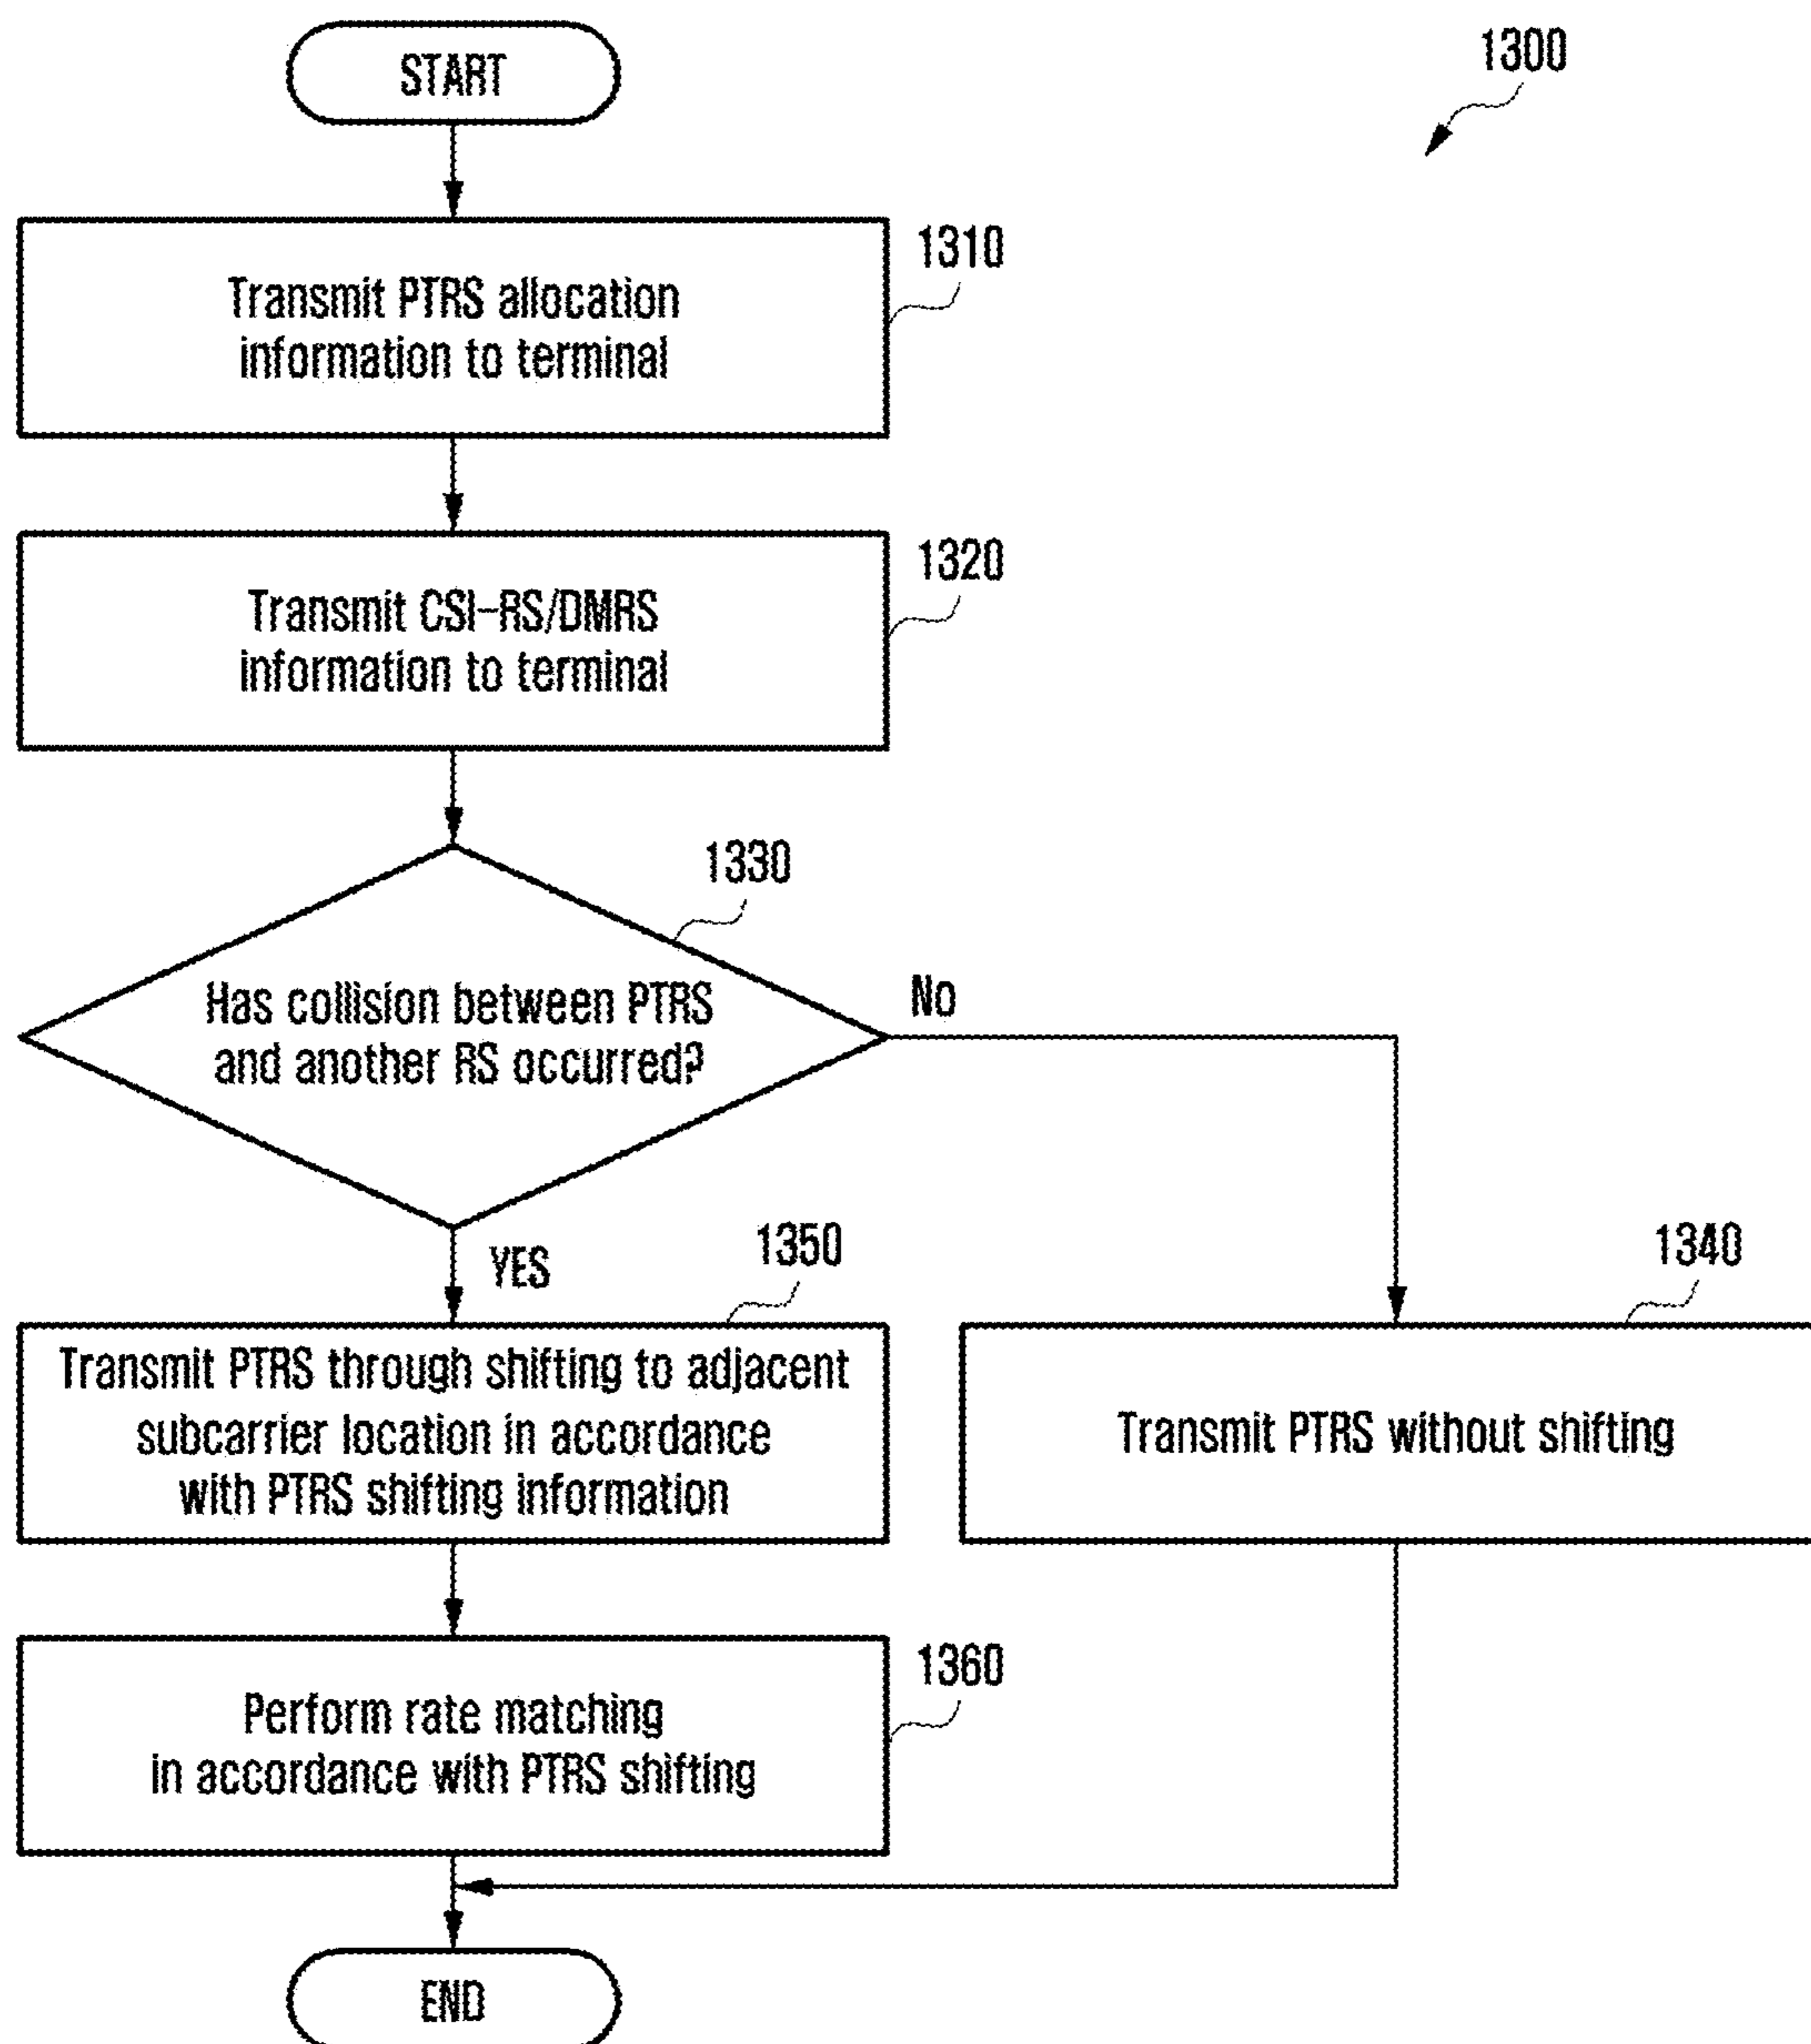 START
1300
1310
Transmit PTRS allocation
information to terminal
1320
Transmit CSI-RS/DMRS
information to terminal
1330
Has collision between PTRS
and another RS occurred?
No
YES
1350
1340
Transmit PTRS through shifting to adjacent
subcarrier location in accordance
with PTRS shifting information
Transmit PTRS without shifting
1360
Perform rate matching
in accordance with PTRS shifting
END